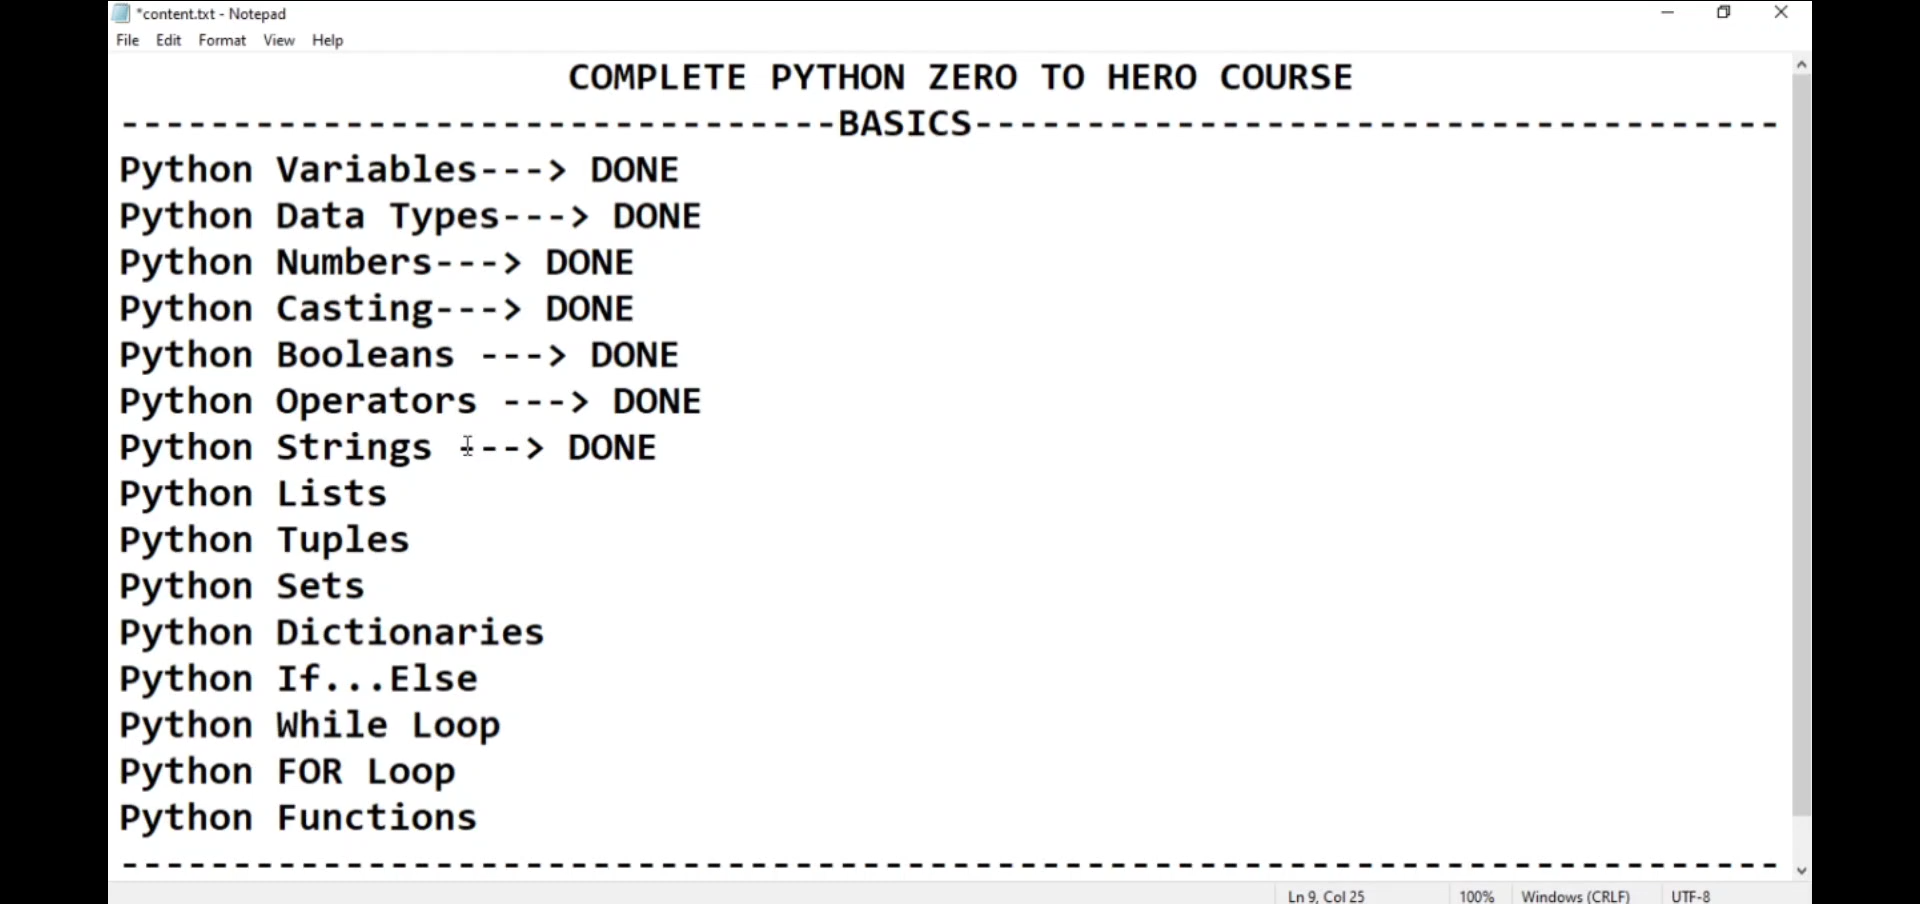 *content.txt - Notepad
File Edit Format View Help
COMPLETE PYTHON ZERO TO HERO COURSE
--------------------------------BASICS------------------------------------
Python Variables---> DONE
Python Data Types---> DONE
Python Numbers---> DONE
Python Casting---> DONE
Python Booleans ---> DONE
Python Operators ---> DONE
Python Strings ---> DONE
Python Lists
Python Tuples
Python Sets
Python Dictionaries
Python If...Else
Python While Loop
Python FOR Loop
Python Functions
--------------------------------------------------------------------------
Ln 9, Col 25 100% Windows (CRLF) UTF-8